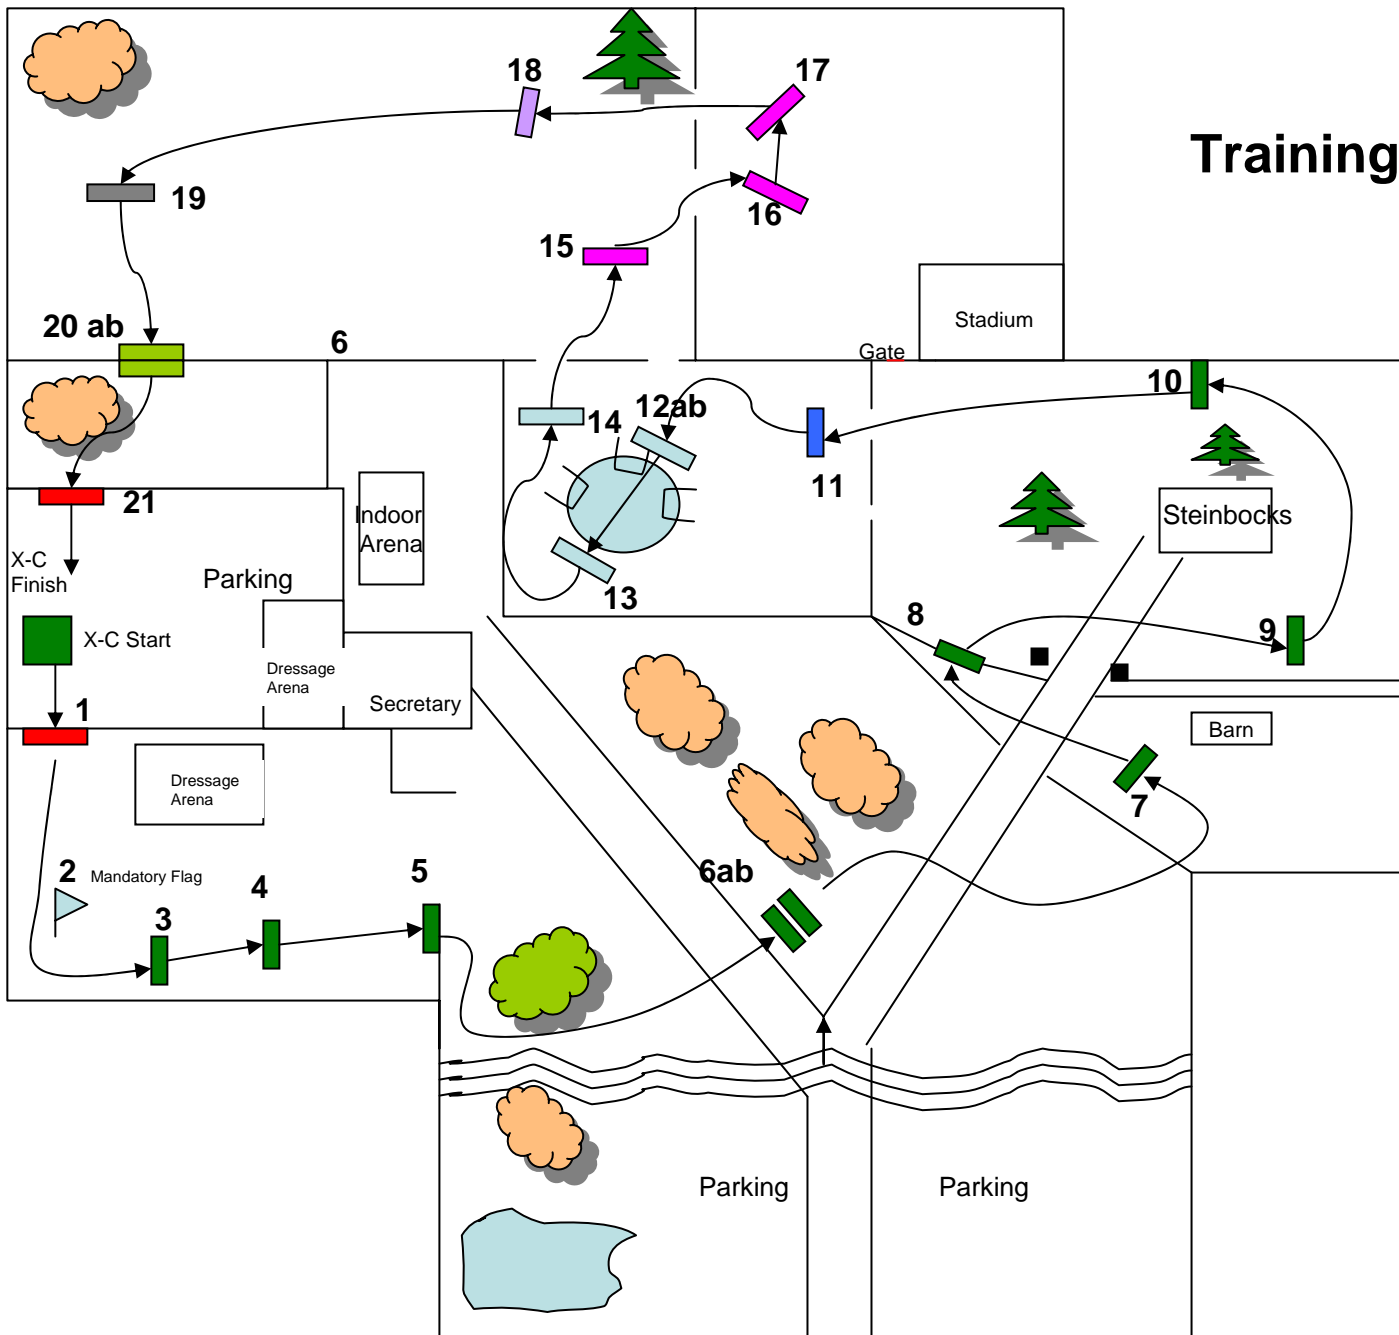 17
18
Training
19
16
15
20 ab
6
Stadium
Gate
10
12ab
14
11
21
Indoor
Arena
Steinbocks
X-C
Finish
Parking
13
8
9
X-C Start
Dressage
Arena
1
Secretary
Barn
Dressage
Arena
7
2
Mandatory Flag
4
5
6ab
3
Parking
Parking